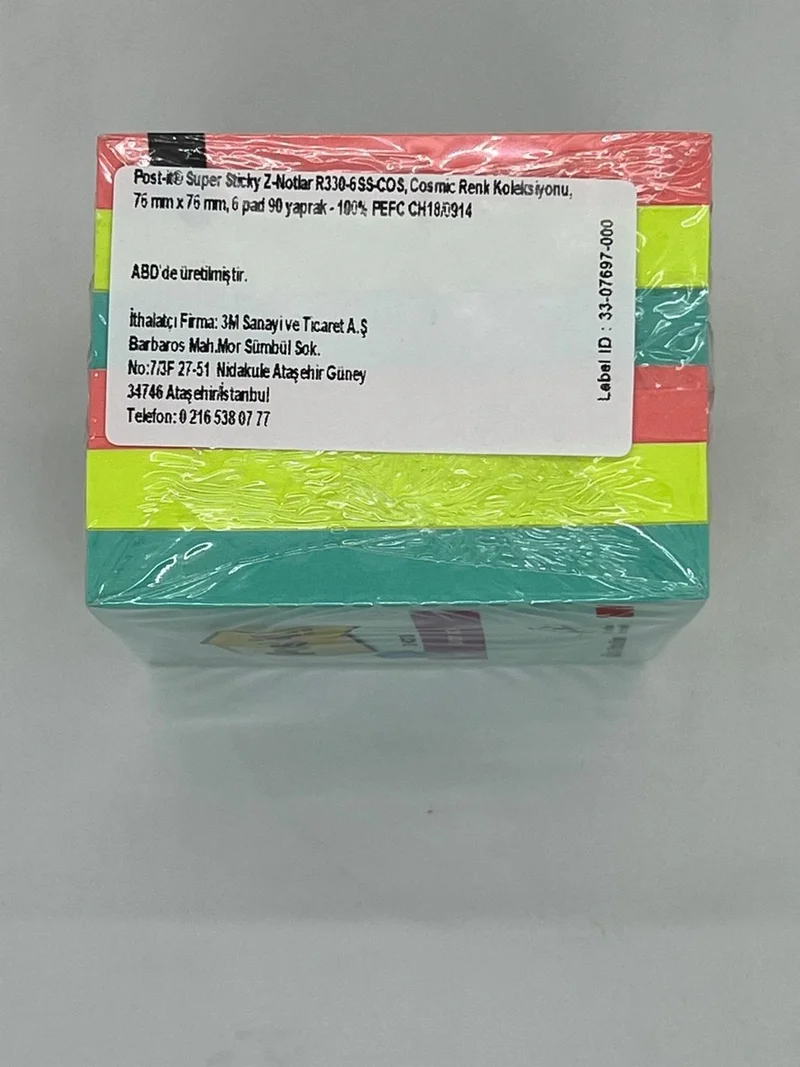 Post-it® Super Sticky Z-Notlar R330-6SS-COS, Cosmic Renk Koleksiyonu,
76 mm x 76 mm, 6 pad 90 yaprak - 100% PEFC CH18/0914
ABD'de üretilmiştir.
İthalatçı Firma: 3M Sanayi ve Ticaret A.Ş
Barbaros Mah.Mor Sümbül Sok.
No:7/3F 27-51 Nidakule Ataşehir Güney
34746 Ataşehir/İstanbul
Telefon: 0 216 538 07 77
Label ID : 33-07697-000